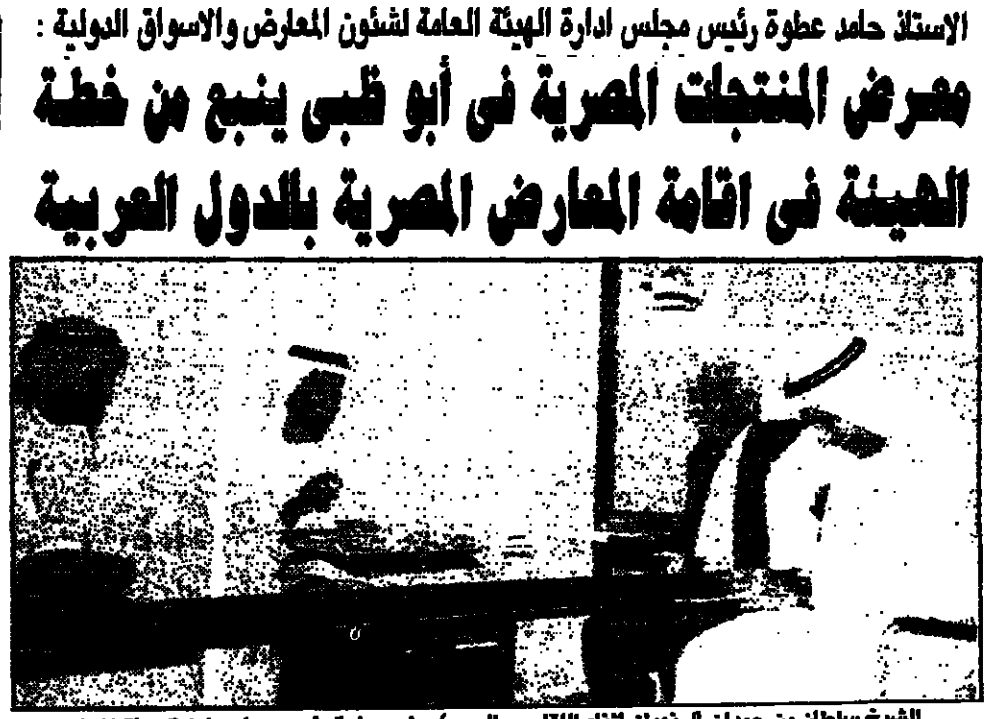 الاستاذ حامد عطوة رئيس مجلس ادارة الهيئة العامة لشئون المعارض والاسواق الدولية :
معرض المنتجات المصرية فى أبو ظبى ينبع من خطة
الهيئة فى اقامة المعارض المصرية بالدول العربية